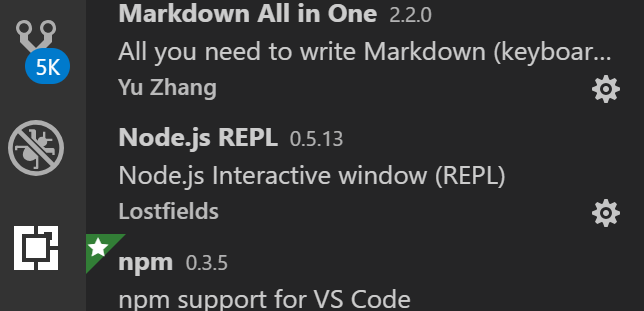 Markdown All in One 2.2.0
All you need to write Markdown (keyboar...
Yu Zhang
5K
Node.js REPL 0.5.13
Node.js Interactive window (REPL)
Lostfields
npm 0.3.5
npm support for VS Code